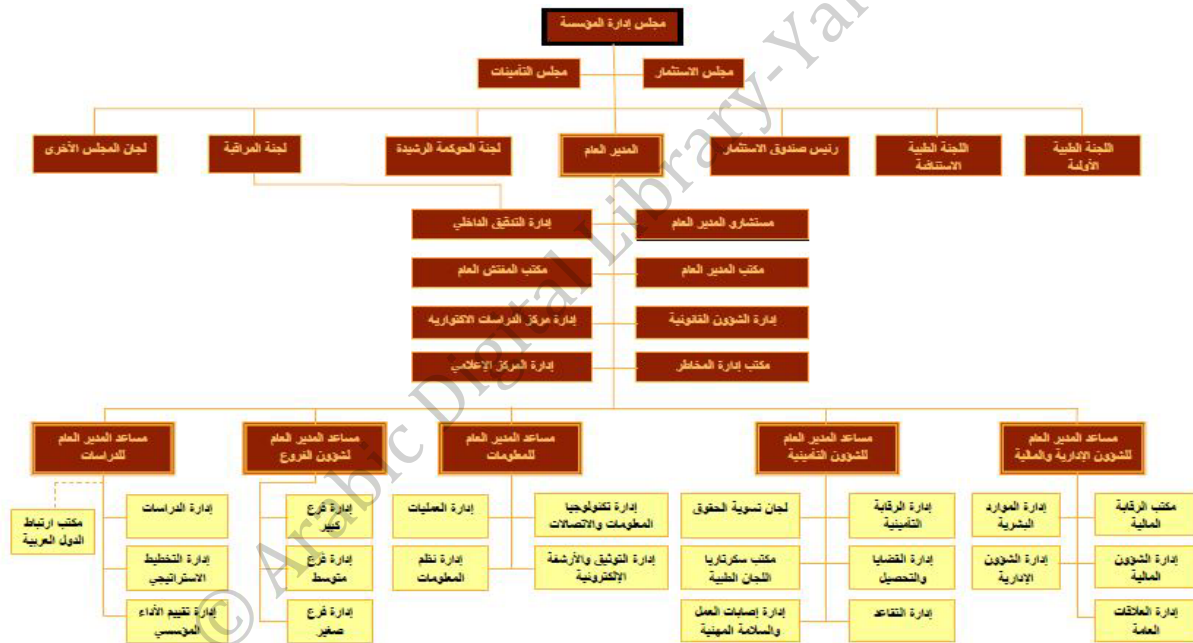 مجلس إدارة المؤسسة
مجلس الاستثمار
مجلس التأمينات
اللجنة الطبية
الأولية
اللجنة الطبية
الاستئنافية
رئيس صندوق الاستثمار
المدير العام
لجنة الحوكمة الرشيدة
لجنة المراقبة
لجان المجلس الأخرى
مستشارو المدير العام
إدارة التدقيق الداخلي
مكتب المدير العام
مكتب المفتش العام
إدارة الشؤون القانونية
إدارة مركز الدراسات الاكتواريه
مكتب إدارة المخاطر
إدارة المركز الإعلامي
مساعد المدير العام
للشؤون الإدارية والمالية
مساعد المدير العام
للشؤون التأمينية
مساعد المدير العام
للمعلومات
مساعد المدير العام
لشؤون الفروع
مساعد المدير العام
للدراسات
مكتب الرقابة
المالية
إدارة الموارد
البشرية
إدارة الشؤون
المالية
إدارة الشؤون
الإدارية
إدارة العلاقات
العامة
إدارة الرقابة
التأمينية
لجان تسوية الحقوق
إدارة القضايا
والتحصيل
مكتب سكرتاريا
اللجان الطبية
إدارة التقاعد
إدارة إصابات العمل
والسلامة المهنية
إدارة تكنولوجيا
المعلومات والاتصالات
إدارة العمليات
إدارة التوثيق والأرشفة
الإلكترونية
إدارة نظم
المعلومات
إدارة فرع
كبير
إدارة فرع
متوسط
إدارة فرع
صغير
إدارة الدراسات
مكتب ارتباط
الدول العربية
إدارة التخطيط
الاستراتيجي
إدارة تقييم الأداء
المؤسسي
© Arabic Digital Library-Yar